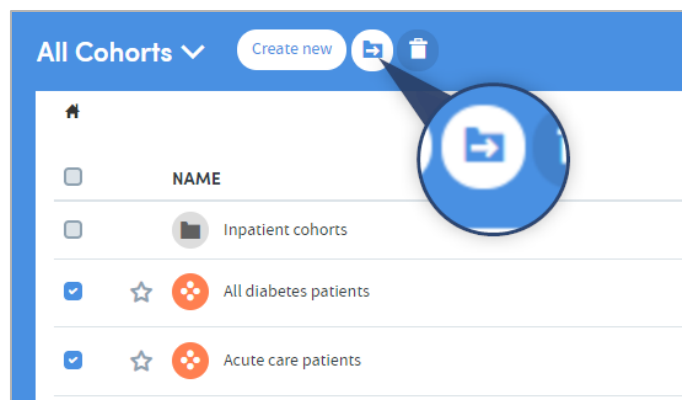 All Cohorts
Create new
NAME
Inpatient cohorts
All diabetes patients
Acute care patients